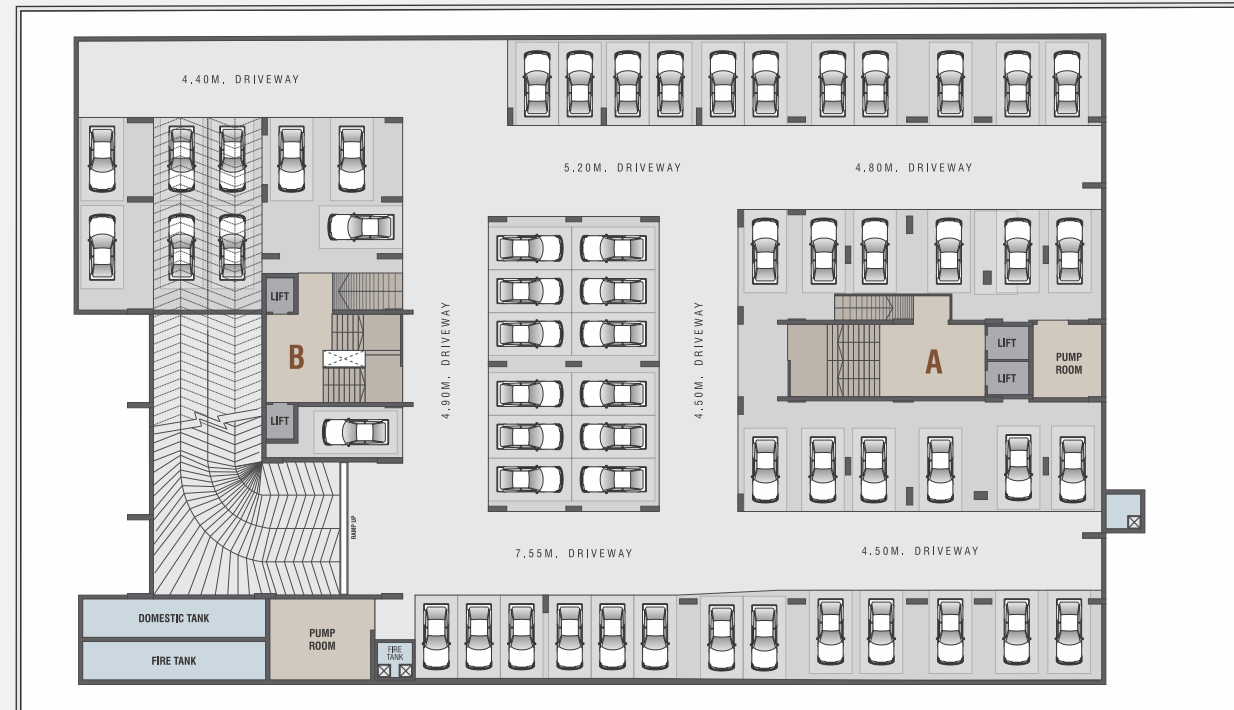 4.40M. DRIVEWAY
5.20M. DRIVEWAY
4.80M. DRIVEWAY
LIFT
B
LIFT
4.90M. DRIVEWAY
4.50M. DRIVEWAY
A
LIFT
LIFT
PUMP
ROOM
RAMP UP
7.55M. DRIVEWAY
4.50M. DRIVEWAY
DOMESTIC TANK
FIRE TANK
PUMP
ROOM
FIRE
TANK